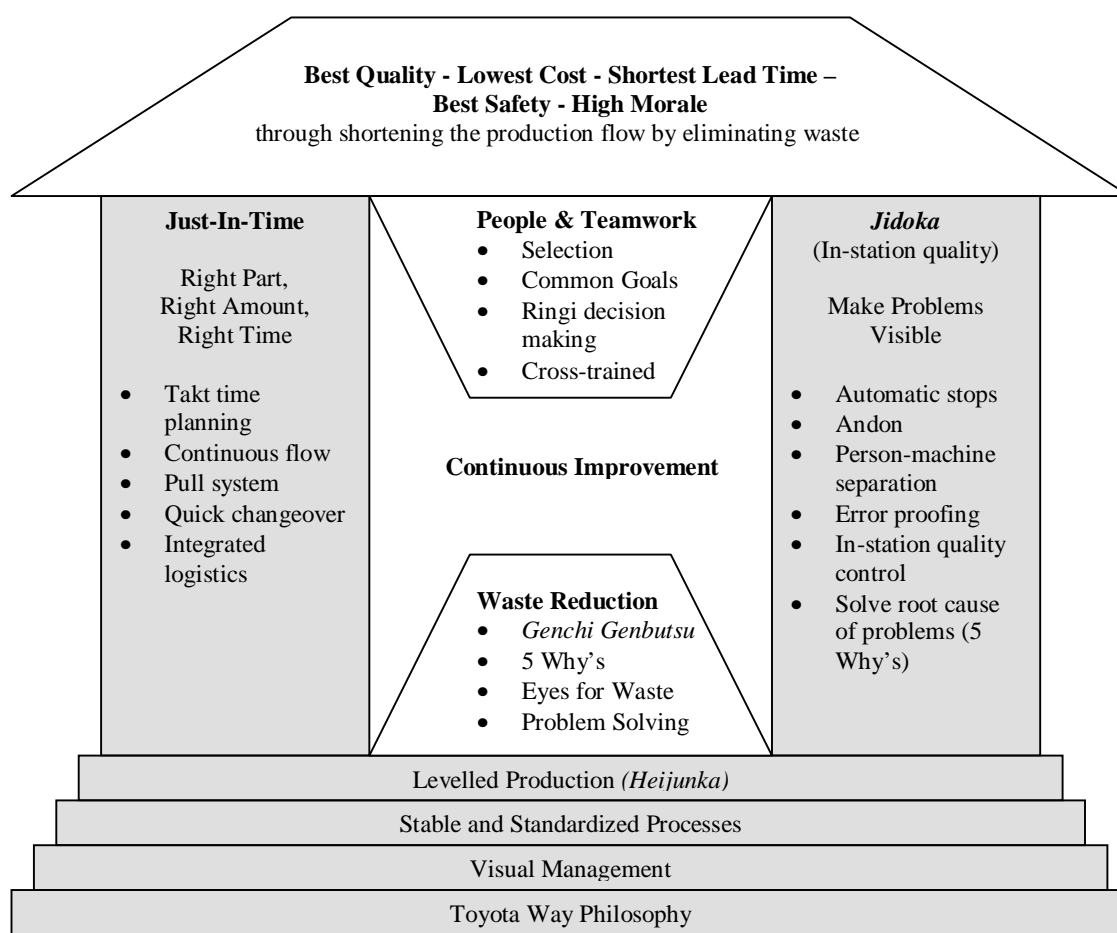 Best Quality - Lowest Cost - Shortest Lead Time –
Best Safety - High Morale
through shortening the production flow by eliminating waste
Just-In-Time
Right Part,
Right Amount,
Right Time
• Takt time
planning
• Continuous flow
• Pull system
• Quick changeover
• Integrated
logistics
People & Teamwork
• Selection
• Common Goals
• Ringi decision
making
• Cross-trained
Continuous Improvement
Waste Reduction
• Genchi Genbutsu
• 5 Why's
• Eyes for Waste
• Problem Solving
Jidoka
(In-station quality)
Make Problems
Visible
• Automatic stops
• Andon
• Person-machine
separation
• Error proofing
• In-station quality
control
• Solve root cause
of problems (5
Why's)
Levelled Production (Heijunka)
Stable and Standardized Processes
Visual Management
Toyota Way Philosophy